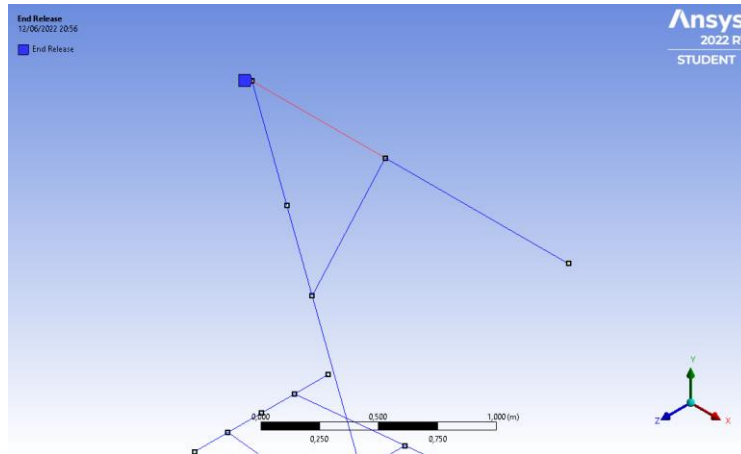 End Release
12/06/2022 20:56
End Release
Ansys
2022 R
STUDENT
0,000
0,500
1,000 (m)
0,250
0,750
Y
Z
X